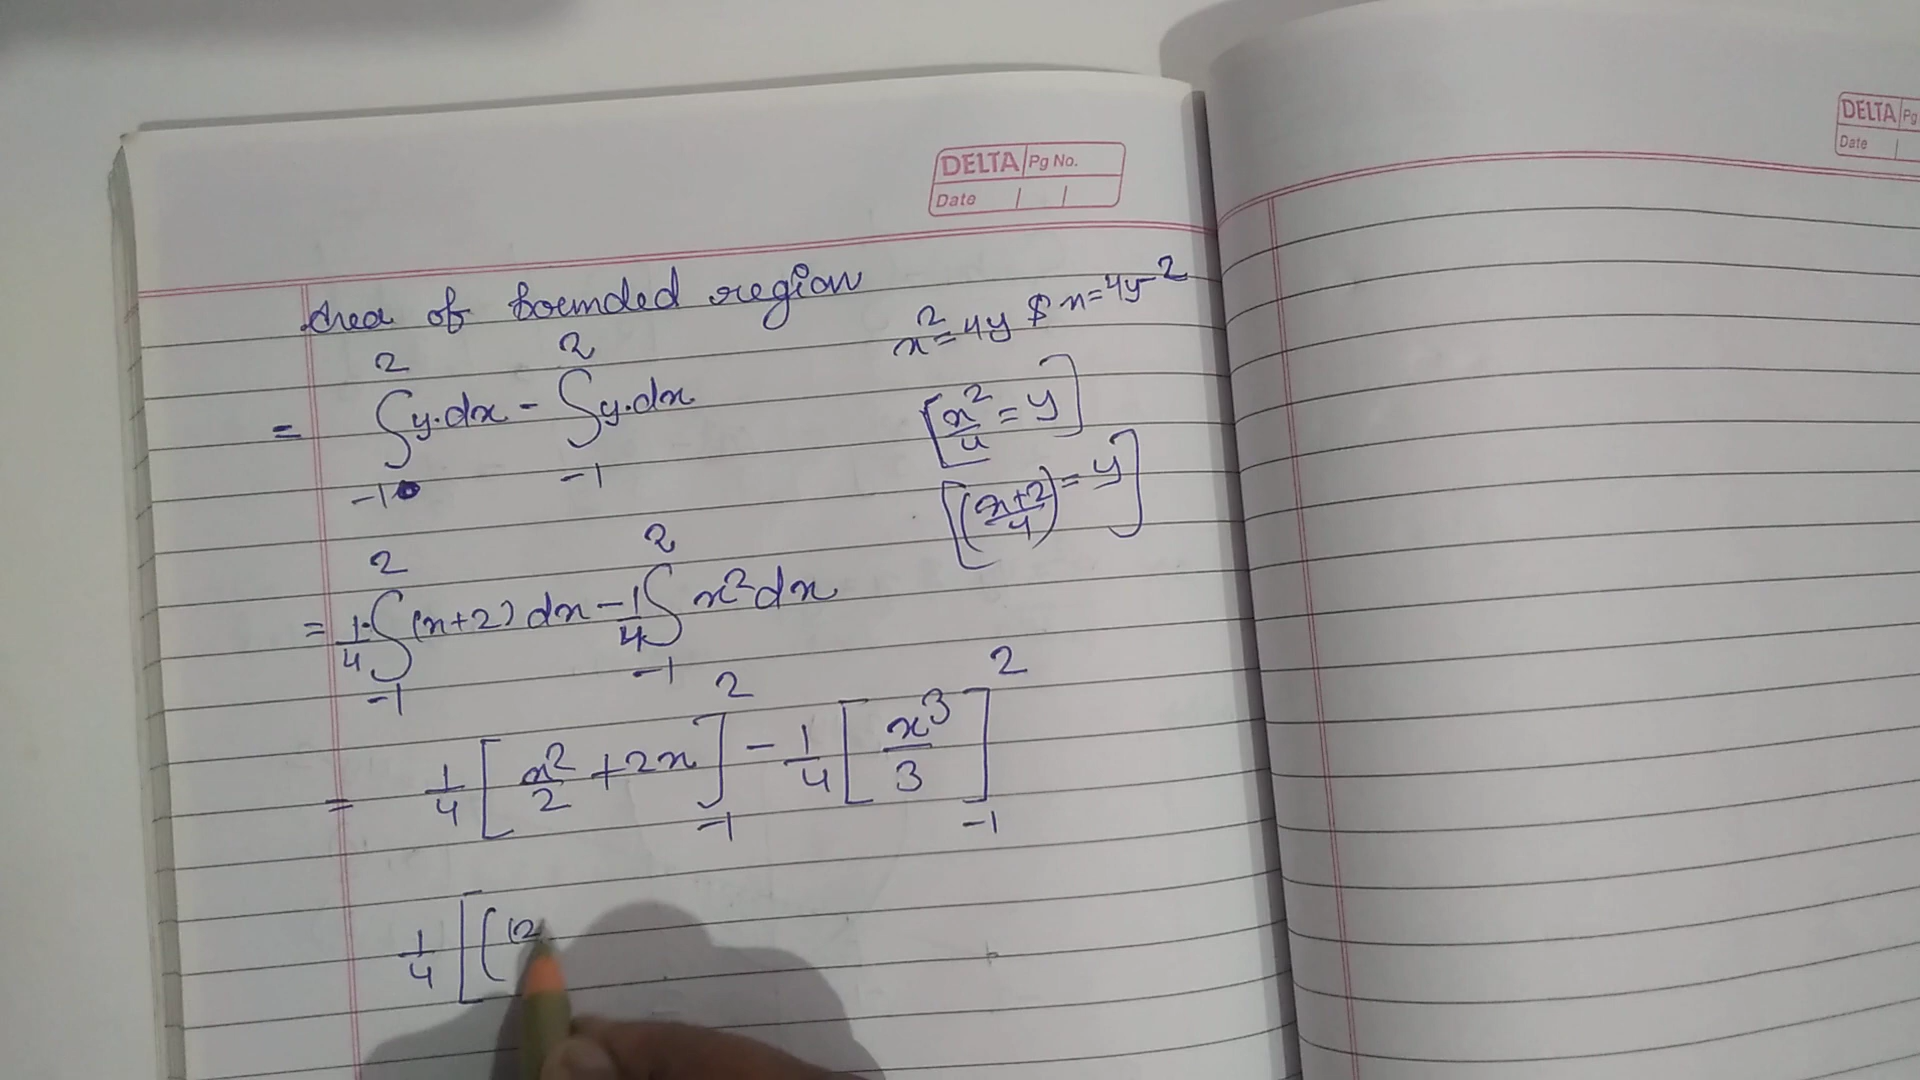 DELTA Pg No.
Date
DELTA Pg
Date
Area of bounded region
x² = 4y $ x = 4y-2
= ∫₋₁² y.dx - ∫₋₁² y.dx
[x²/4 = y]
[(x+2/4) = y]
= 1/4.∫₋₁² (x+2) dx - 1/4∫₋₁² x² dx
= 1/4 [x²/2 + 2x]₋₁² - 1/4 [x³/3]₋₁²
1/4 [((2